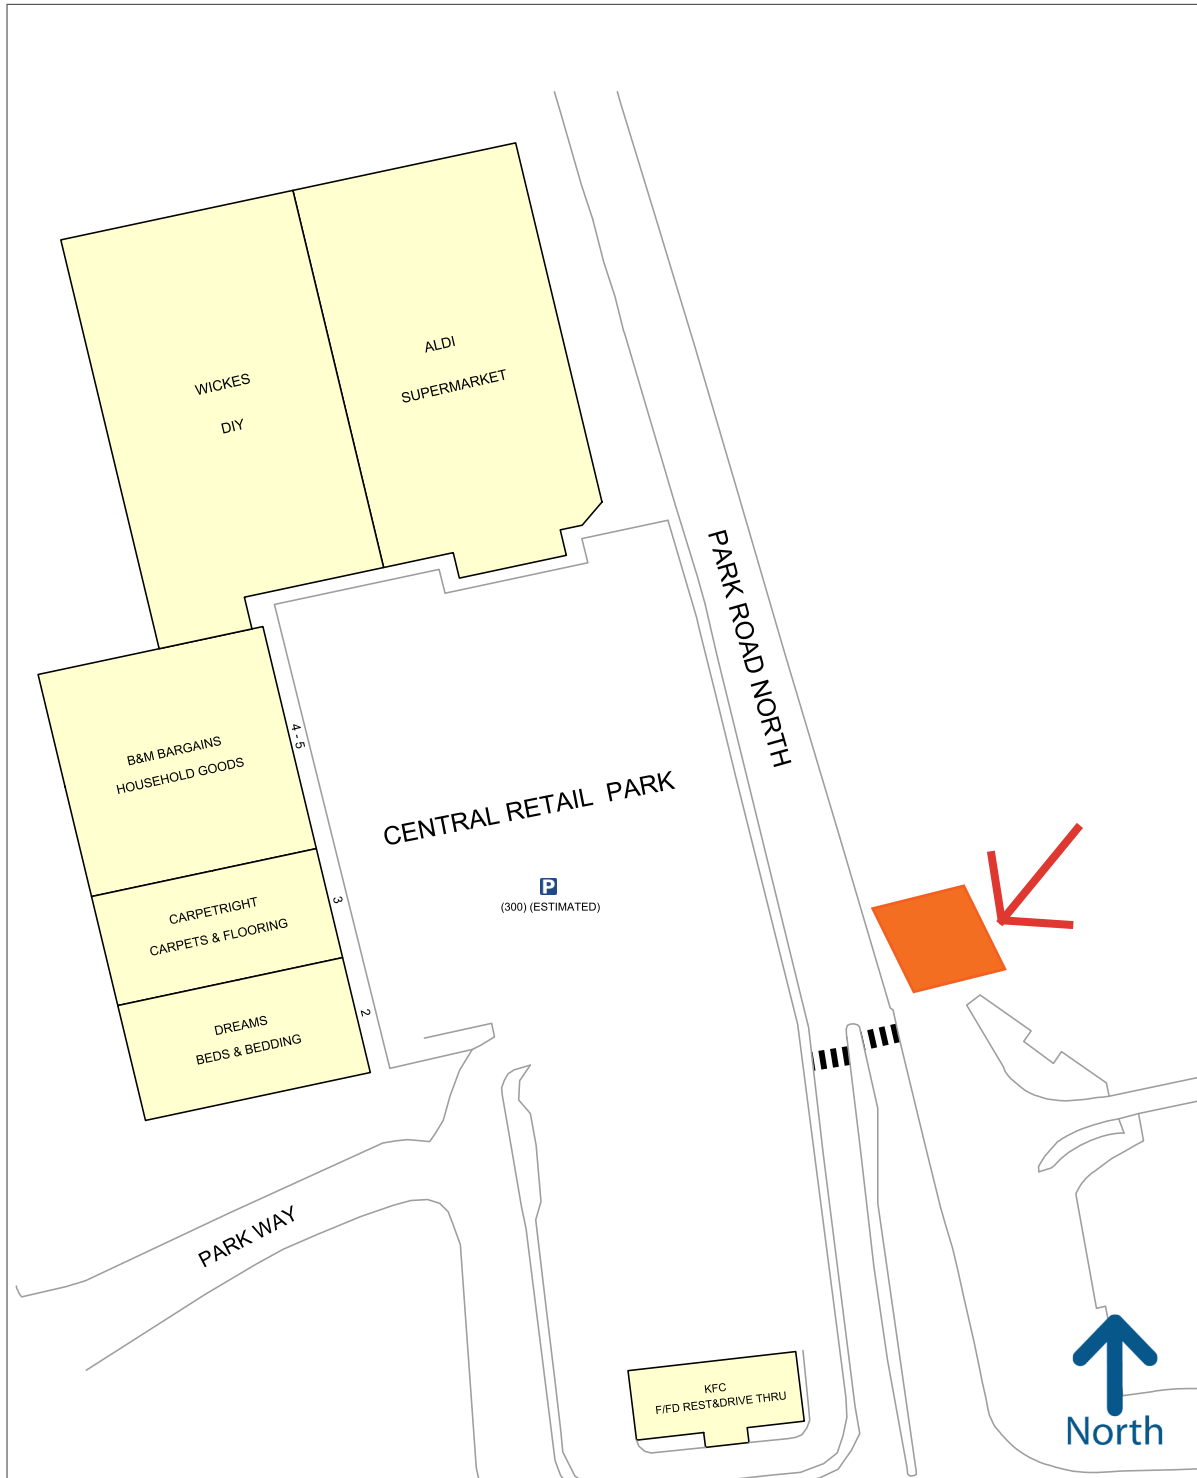 ALDI
SUPERMARKET
WICKES
DIY
PARK ROAD NORTH
B&M BARGAINS
HOUSEHOLD GOODS
4 - 5
CENTRAL RETAIL PARK
P
(300) (ESTIMATED)
CARPETRIGHT
CARPETS & FLOORING
3
DREAMS
BEDS & BEDDING
2
PARK WAY
KFC
F/FD REST&DRIVE THRU
North